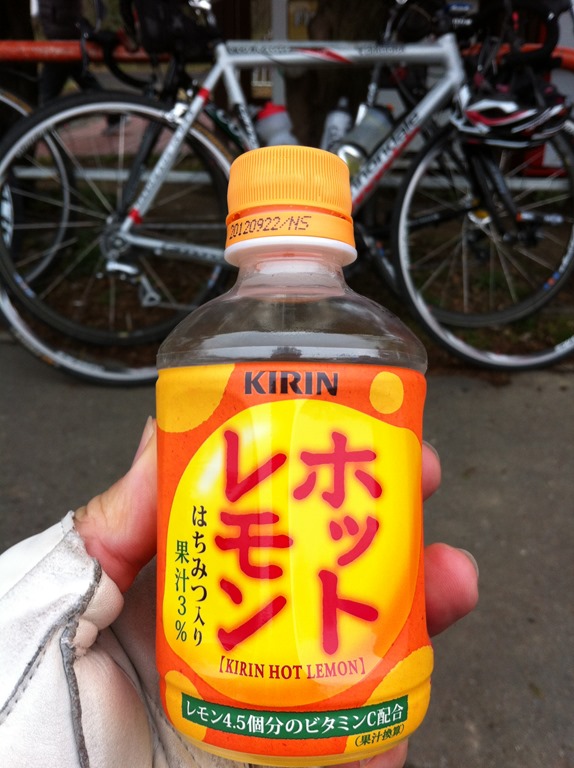 cannondale
20120922/NS
KIRIN
ホット
レモン
はちみつ入り
果汁3%
[KIRIN HOT LEMON]
レモン4.5個分のビタミンC配合
(果汁換算)